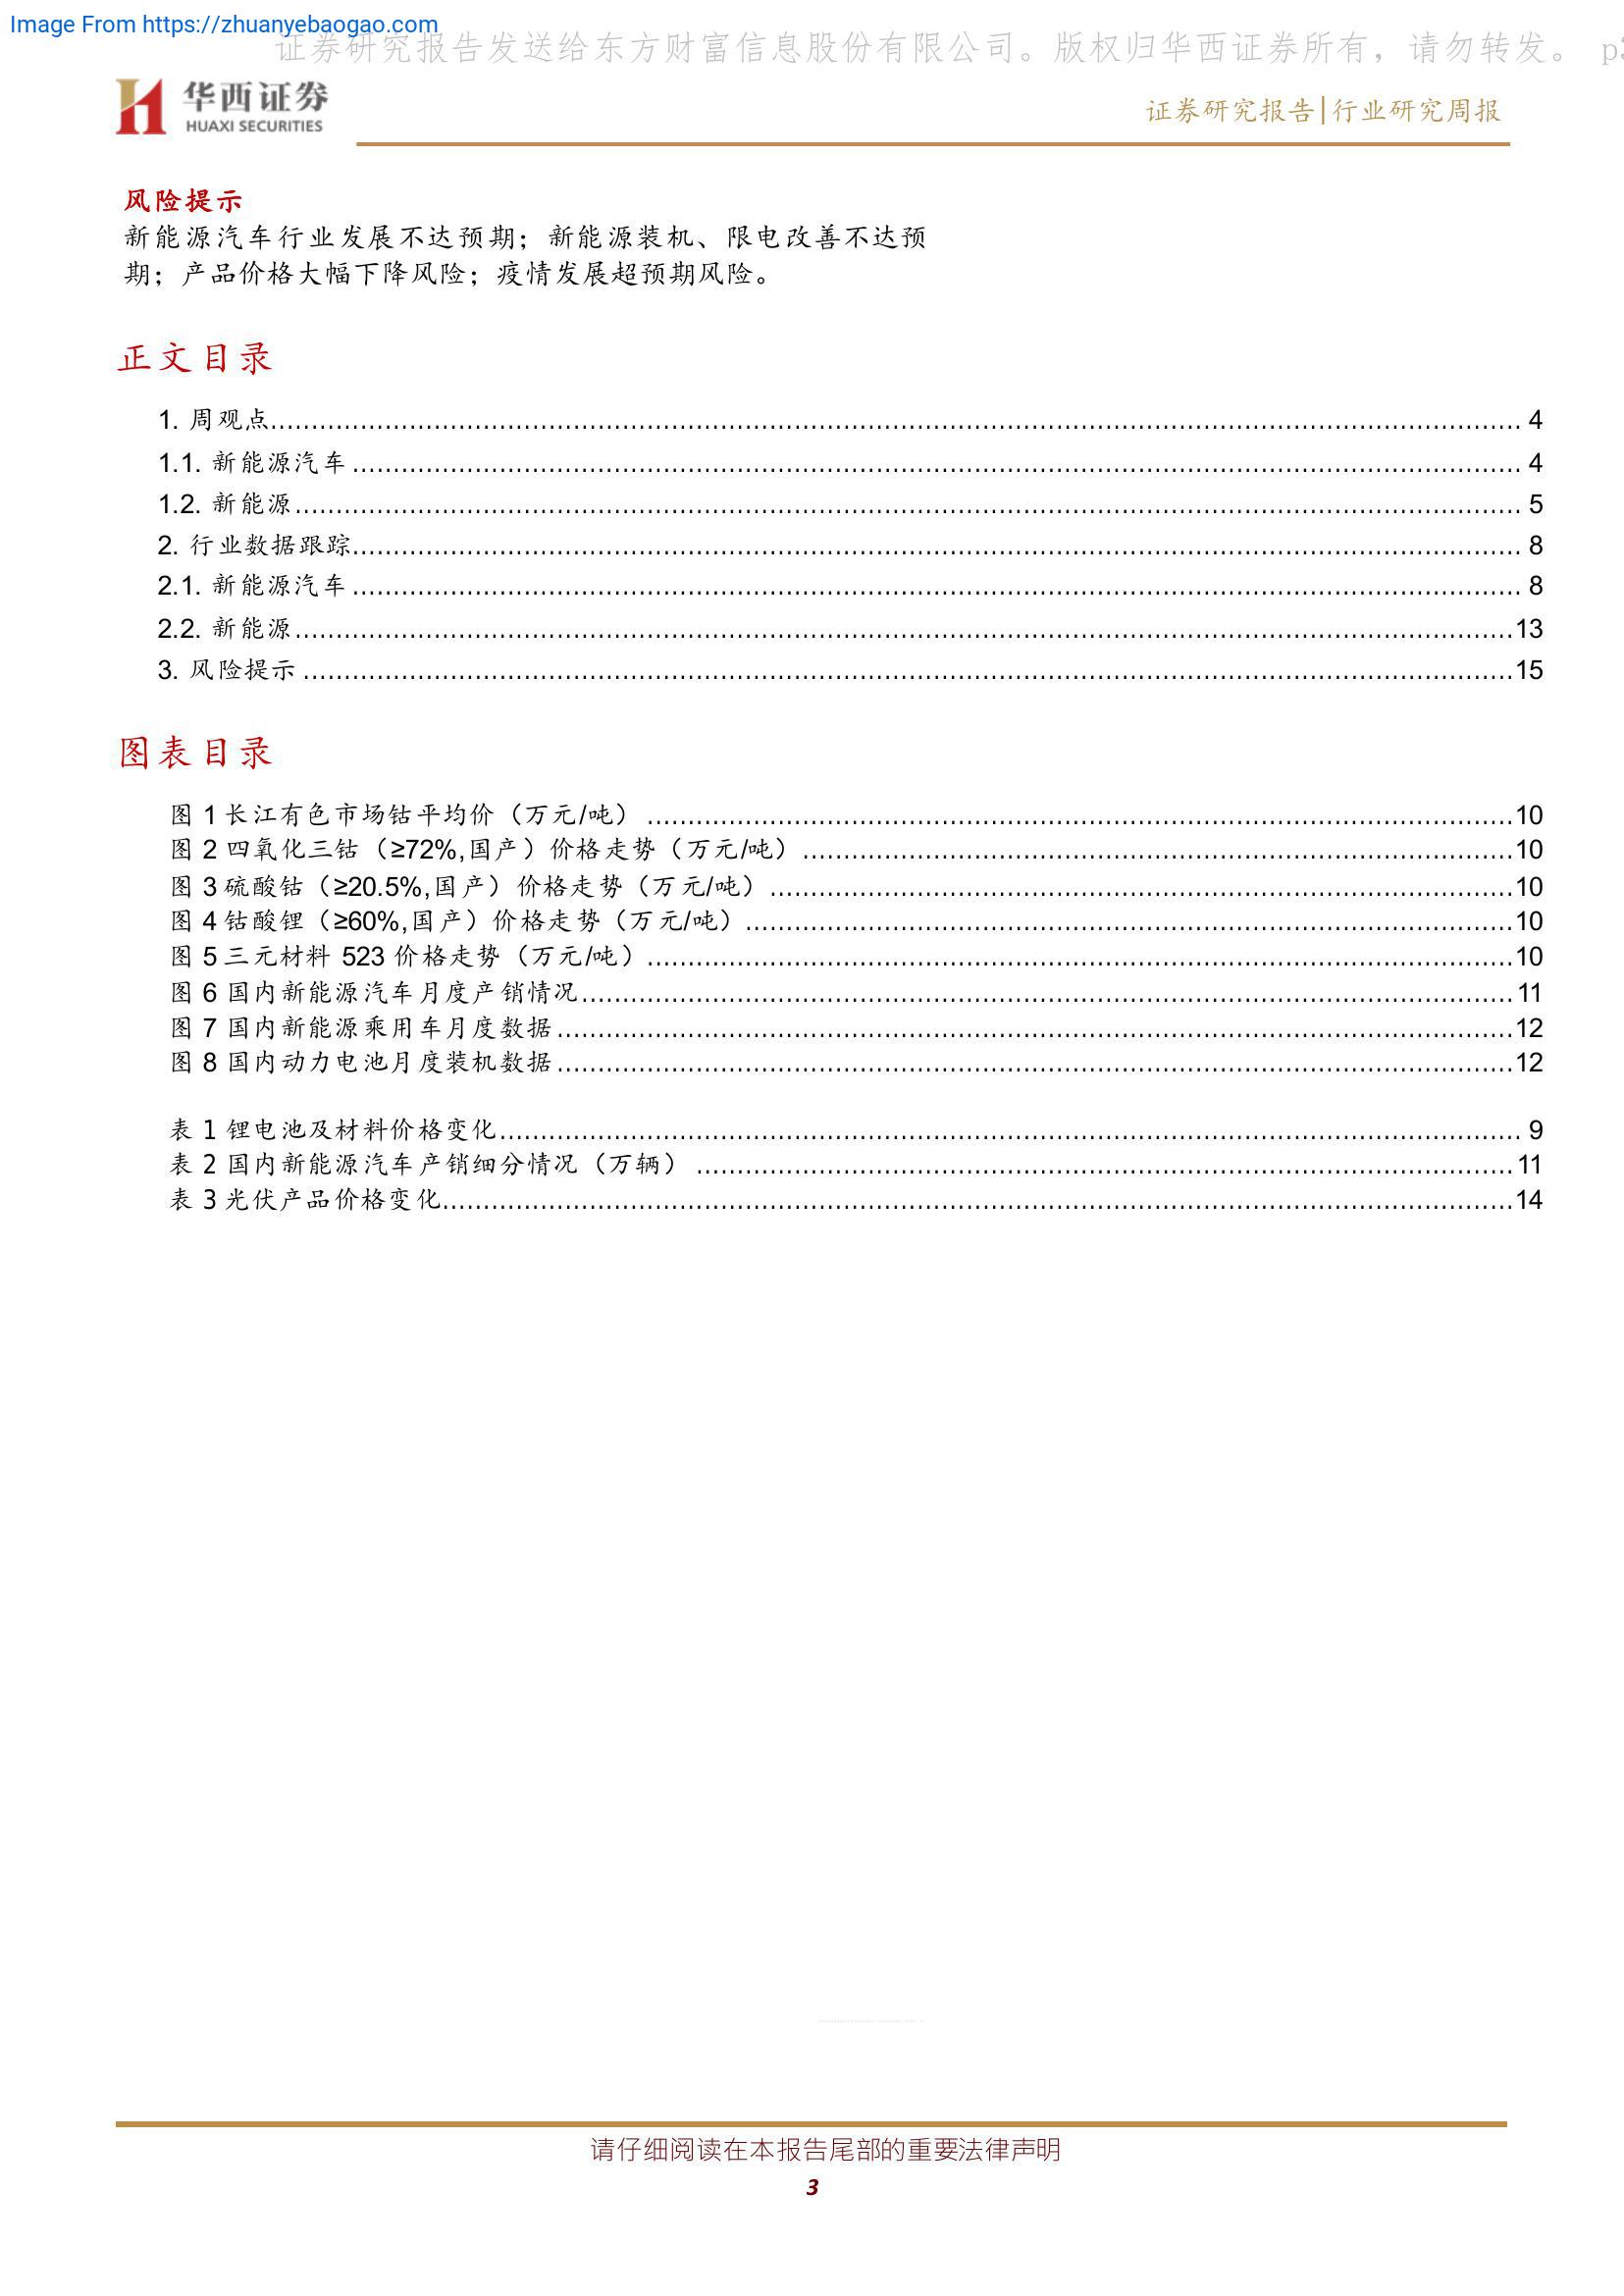 Image From https://zhuanyebaogao.com
证券研究报告发送给东方财富信息股份有限公司。版权归华西证券所有，请勿转发。 p3
华西证券
HUAXI SECURITIES
证券研究报告|行业研究周报
风险提示
新能源汽车行业发展不达预期；新能源装机、限电改善不达预
期；产品价格大幅下降风险；疫情发展超预期风险。
正文目录
1. 周观点........ 4
1.1. 新能源汽车........ 4
1.2. 新能源........ 5
2. 行业数据跟踪........ 8
2.1. 新能源汽车........ 8
2.2. 新能源........13
3. 风险提示........15
图表目录
图 1 长江有色市场钴平均价（万元/吨）........10
图 2 四氧化三钴（≥72%,国产）价格走势（万元/吨）........10
图 3 硫酸钴（≥20.5%,国产）价格走势（万元/吨）........10
图 4 钴酸锂（≥60%,国产）价格走势（万元/吨）........10
图 5 三元材料 523 价格走势（万元/吨）........10
图 6 国内新能源汽车月度产销情况........11
图 7 国内新能源乘用车月度数据........12
图 8 国内动力电池月度装机数据........12
表 1 锂电池及材料价格变化........ 9
表 2 国内新能源汽车产销细分情况（万辆）........11
表 3 光伏产品价格变化........14
请仔细阅读在本报告尾部的重要法律声明
3